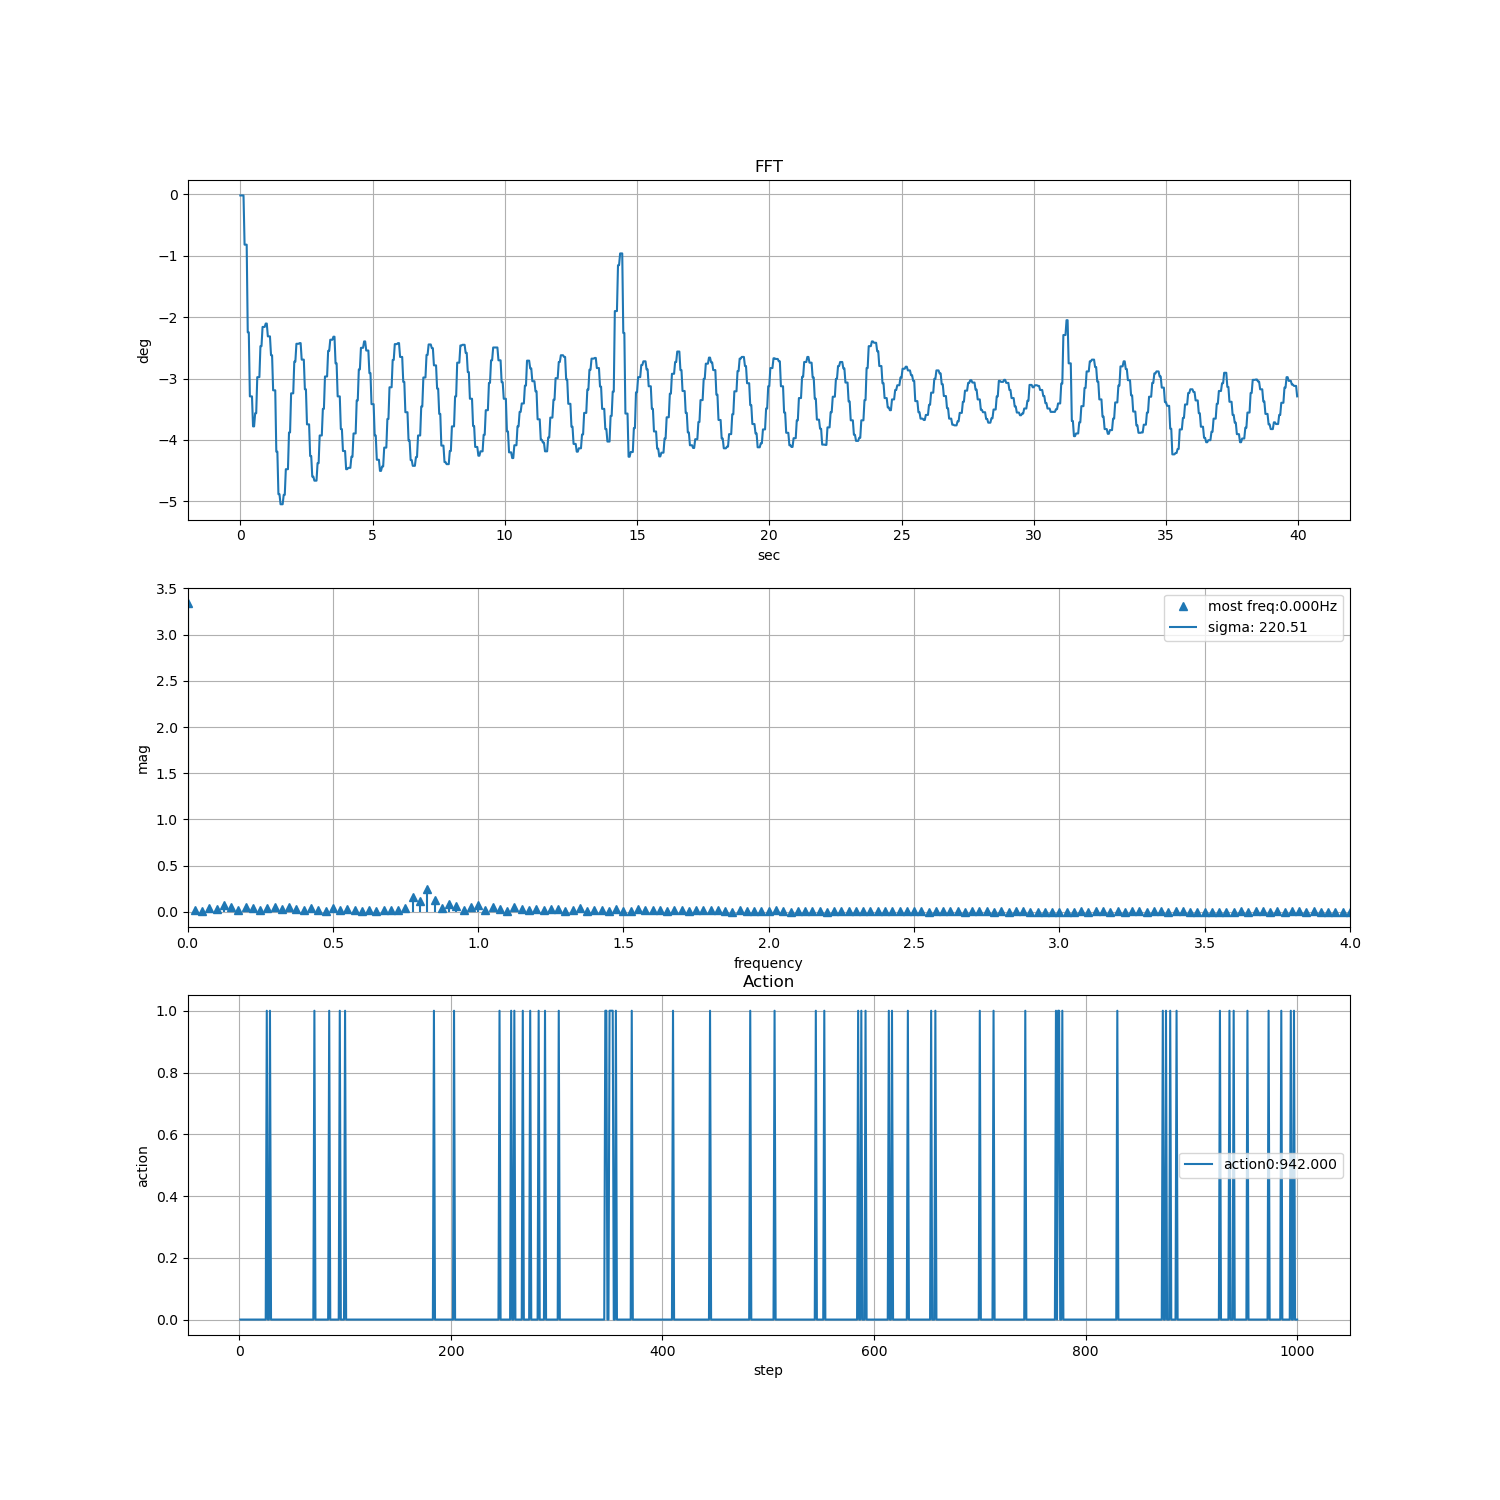 FFT
0
−1
−2
−3
−4
−5
deg
0 5 10 15 20 25 30 35 40
sec
3.5
3.0
2.5
2.0
1.5
1.0
0.5
0.0
mag
most freq:0.000Hz
sigma: 220.51
0.0 0.5 1.0 1.5 2.0 2.5 3.0 3.5 4.0
frequency
Action
1.0
0.8
0.6
0.4
0.2
0.0
action
action0:942.000
0 200 400 600 800 1000
step